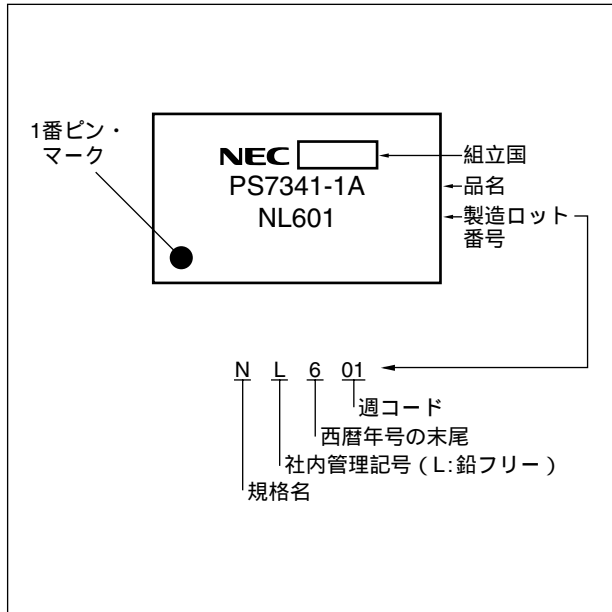 1番ピン・
マーク
NEC
PS7341-1A
NL601
組立国
品名
製造ロット
番号
N L 6 01
週コード
西暦年号の末尾
社内管理記号（L:鉛フリー）
規格名